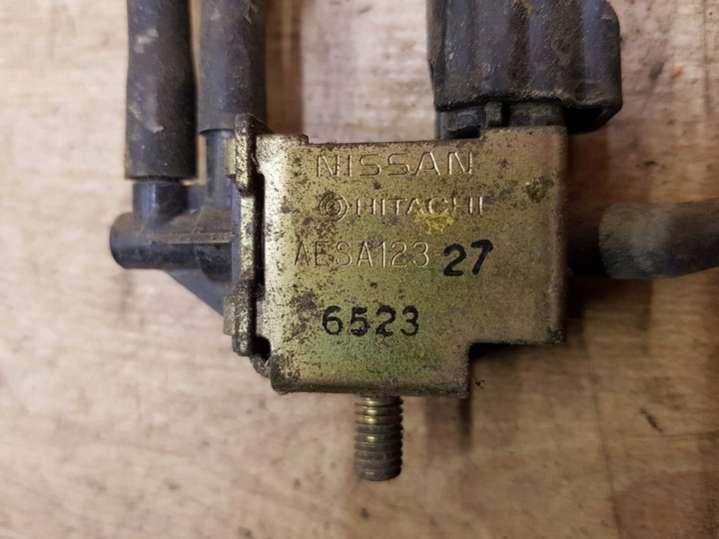 NISSAN
HITACHI
AESA123 27
6523